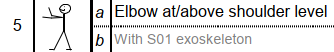 5
a Elbow at/above shoulder level
b With S01 exoskeleton